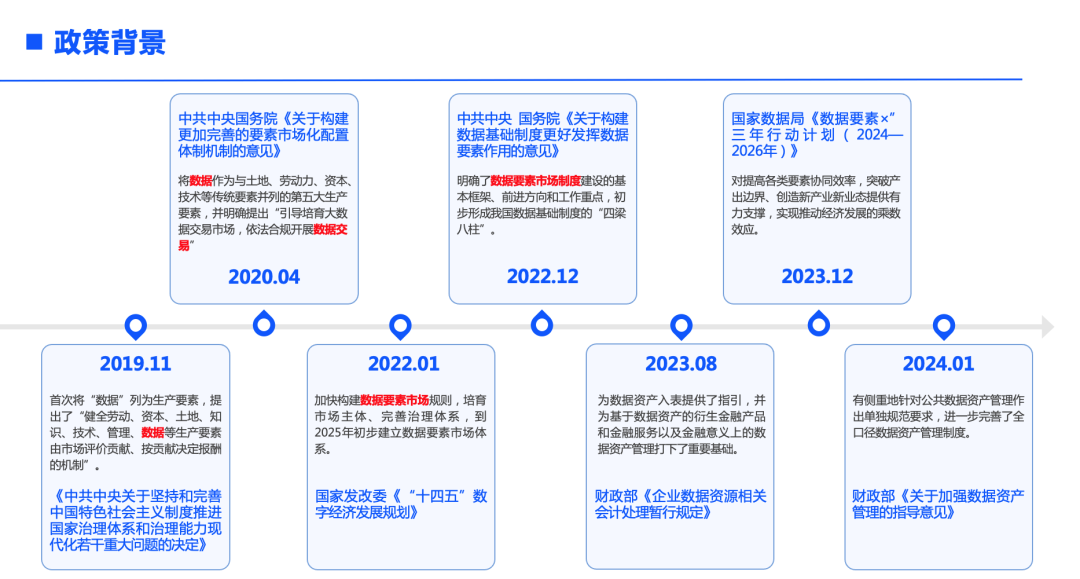 政策背景
中共中央国务院《关于构建
更加完善的要素市场化配置
体制机制的意见》
将数据作为与土地、劳动力、资本、
技术等传统要素并列的第五大生产
要素，并明确提出“引导培育大数
据交易市场，依法合规开展数据交
易”
2020.04
中共中央 国务院《关于构建
数据基础制度更好发挥数据
要素作用的意见》
明确了数据要素市场制度建设的基
本框架、前进方向和工作重点，初
步形成我国数据基础制度的“四梁
八柱”。
2022.12
国家数据局《数据要素×”
三年行动计划（2024—
2026年）》
对提高各类要素协同效率，突破产
出边界、创造新产业新业态提供有
力支撑，实现推动经济发展的乘数
效应。
2023.12
2019.11
首次将“数据”列为生产要素，提
出了“健全劳动、资本、土地、知
识、技术、管理、数据等生产要素
由市场评价贡献、按贡献决定报酬
的机制”。
《中共中央关于坚持和完善
中国特色社会主义制度推进
国家治理体系和治理能力现
代化若干重大问题的决定》
2022.01
加快构建数据要素市场规则，培育
市场主体、完善治理体系，到
2025年初步建立数据要素市场体
系。
国家发改委《“十四五”数
字经济发展规划》
2023.08
为数据资产入表提供了指引，并
为基于数据资产的衍生金融产品
和金融服务以及金融意义上的数
据资产管理打下了重要基础。
财政部《企业数据资源相关
会计处理暂行规定》
2024.01
有侧重地针对公共数据资产管理作
出单独规范要求，进一步完善了全
口径数据资产管理制度。
财政部《关于加强数据资产
管理的指导意见》